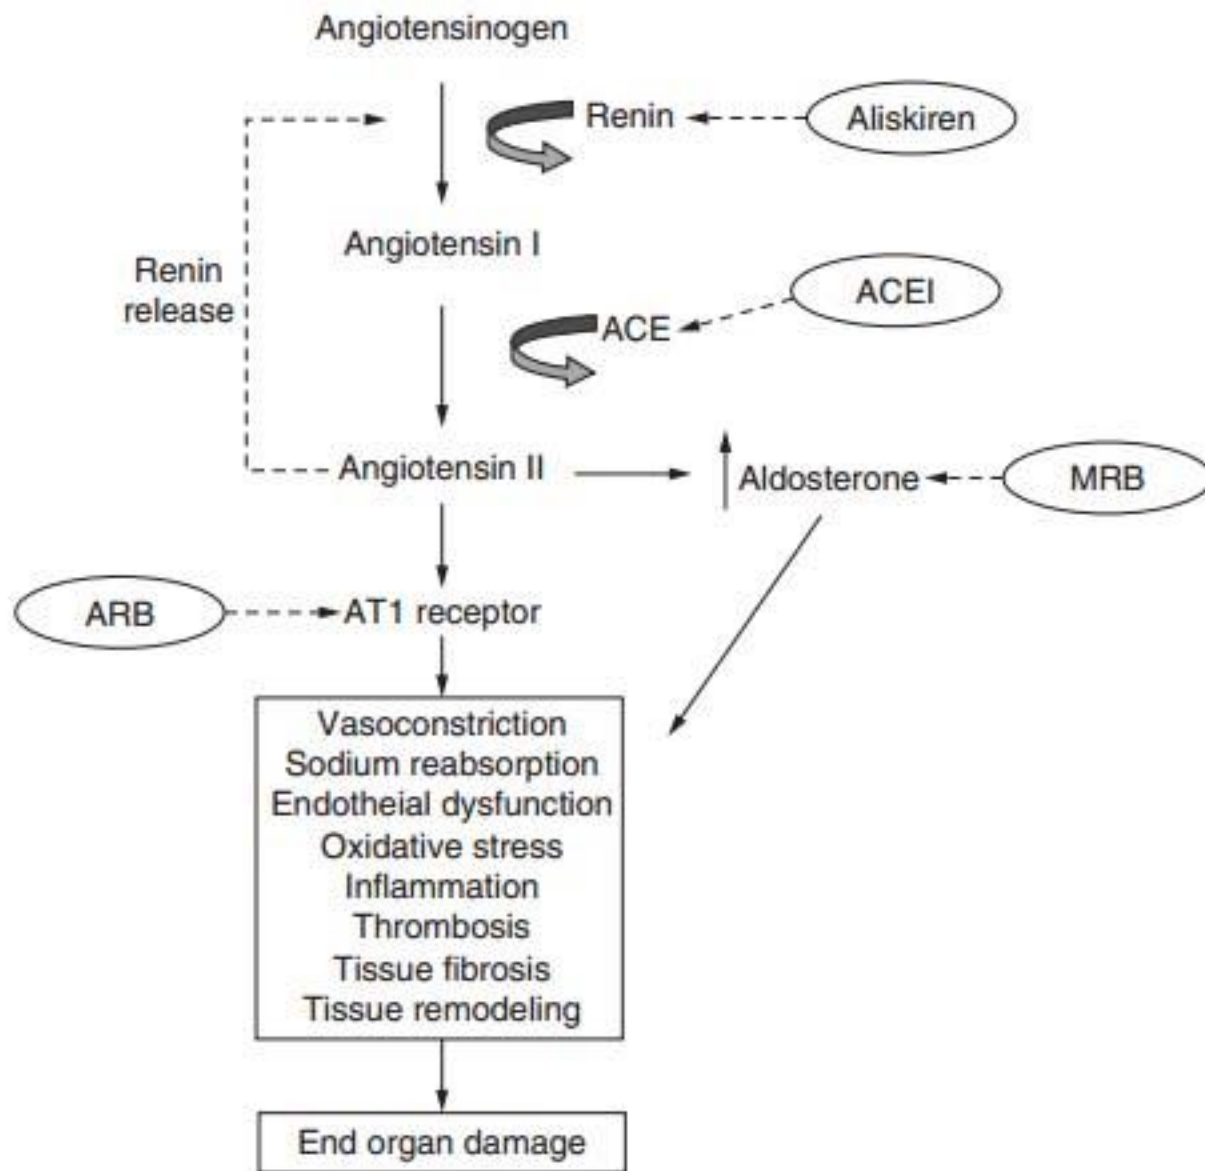 Angiotensinogen
Renin
Aliskiren
Angiotensin I
Renin
release
ACEI
ACE
Angiotensin II
Aldosterone
MRB
ARB
AT1 receptor
Vasoconstriction
Sodium reabsorption
Endotheial dysfunction
Oxidative stress
Inflammation
Thrombosis
Tissue fibrosis
Tissue remodeling
End organ damage